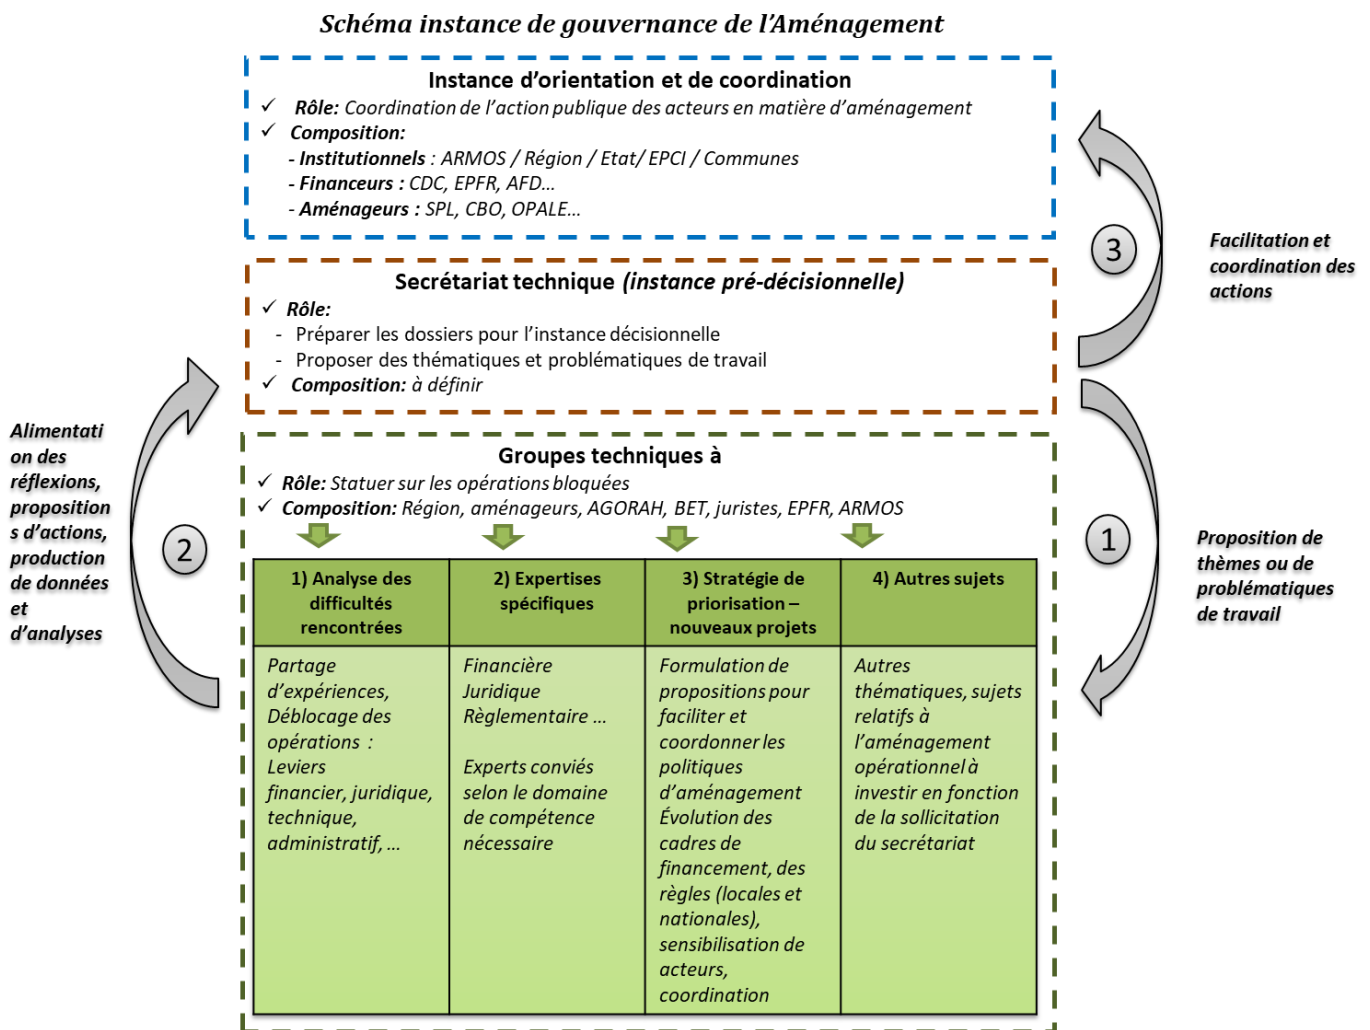 Schéma instance de gouvernance de l'Aménagement
Instance d'orientation et de coordination
✓ Rôle: Coordination de l'action publique des acteurs en matière d'aménagement
✓ Composition:
- Institutionnels : ARMOS / Région / Etat/ EPCI / Communes
- Financeurs : CDC, EPFR, AFD...
- Aménageurs : SPL, CBO, OPALE...
3
Facilitation et
coordination des
actions
Secrétariat technique (instance pré-décisionnelle)
✓ Rôle:
- Préparer les dossiers pour l'instance décisionnelle
- Proposer des thématiques et problématiques de travail
✓ Composition: à définir
Alimentati
on des
réflexions,
proposition
s d'actions,
production
de données
et
d'analyses
2
Groupes techniques à
✓ Rôle: Statuer sur les opérations bloquées
✓ Composition: Région, aménageurs, AGORAH, BET, juristes, EPFR, ARMOS
1
Proposition de
thèmes ou de
problématiques
de travail
1) Analyse des
difficultés
rencontrées
Partage
d'expériences,
Déblocage des
opérations :
Leviers
financier, juridique,
technique,
administratif, ...
2) Expertises
spécifiques
Financière
Juridique
Règlementaire ...
Experts conviés
selon le domaine
de compétence
nécessaire
3) Stratégie de
priorisation –
nouveaux projets
Formulation de
propositions pour
faciliter et
coordonner les
politiques
d'aménagement
Évolution des
cadres de
financement, des
règles (locales et
nationales),
sensibilisation de
acteurs,
coordination
4) Autres sujets
Autres
thématiques, sujets
relatifs à
l'aménagement
opérationnel à
investir en fonction
de la sollicitation
du secrétariat